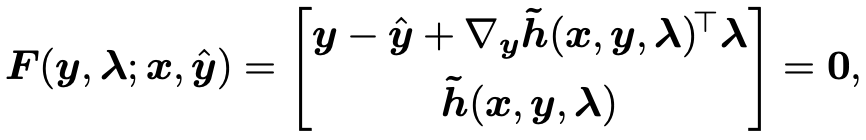 F(y, λ; x, ŷ) = [ y − ŷ + ∇_y h̃(x, y, λ)^⊤ λ
h̃(x, y, λ) ] = 0,